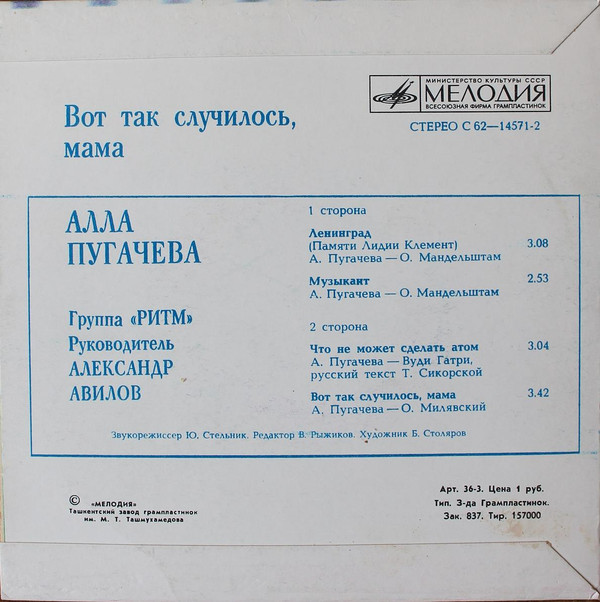 МИНИСТЕРСТВО КУЛЬТУРЫ СССР
МЕЛОДИЯ
ВСЕСОЮЗНАЯ ФИРМА ГРАМПЛАСТИНОК
СТЕРЕО С 62—14571-2
Вот так случилось,
мама
АЛЛА
ПУГАЧЕВА
Группа «РИТМ»
Руководитель
АЛЕКСАНДР
АВИЛОВ
1 сторона
Ленинград 3.08
(Памяти Лидии Клемент)
А. Пугачева — О. Мандельштам
Музыкант 2.53
А. Пугачева — О. Мандельштам
2 сторона
Что не может сделать атом 3.04
А. Пугачева — Вуди Гатри,
русский текст Т. Сикорской
Вот так случилось, мама 3.42
А. Пугачева — О. Милявский
Звукорежиссер Ю. Стельник. Редактор В. Рыжиков. Художник Б. Столяров
© «МЕЛОДИЯ»
Ташкентский завод грампластинок
им. М. Т. Ташмухамедова
Арт. 36-3. Цена 1 руб.
Тип. З-да Грампластинок.
Зак. 837. Тир. 157000